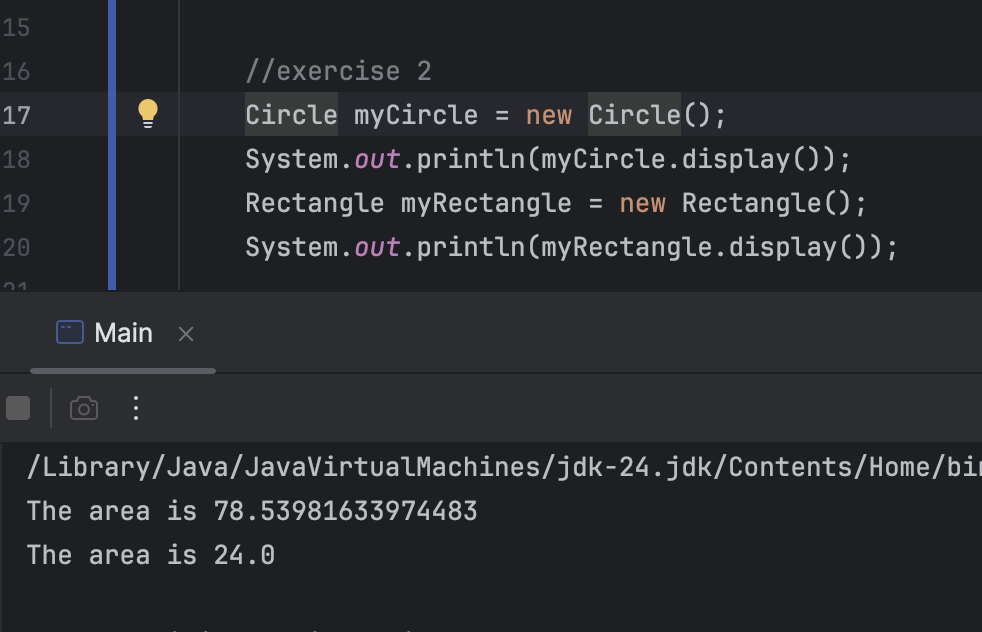 15
16 //exercise 2
17 Circle myCircle = new Circle();
18 System.out.println(myCircle.display());
19 Rectangle myRectangle = new Rectangle();
20 System.out.println(myRectangle.display());
21
Main
/Library/Java/JavaVirtualMachines/jdk-24.jdk/Contents/Home/bin
The area is 78.53981633974483
The area is 24.0